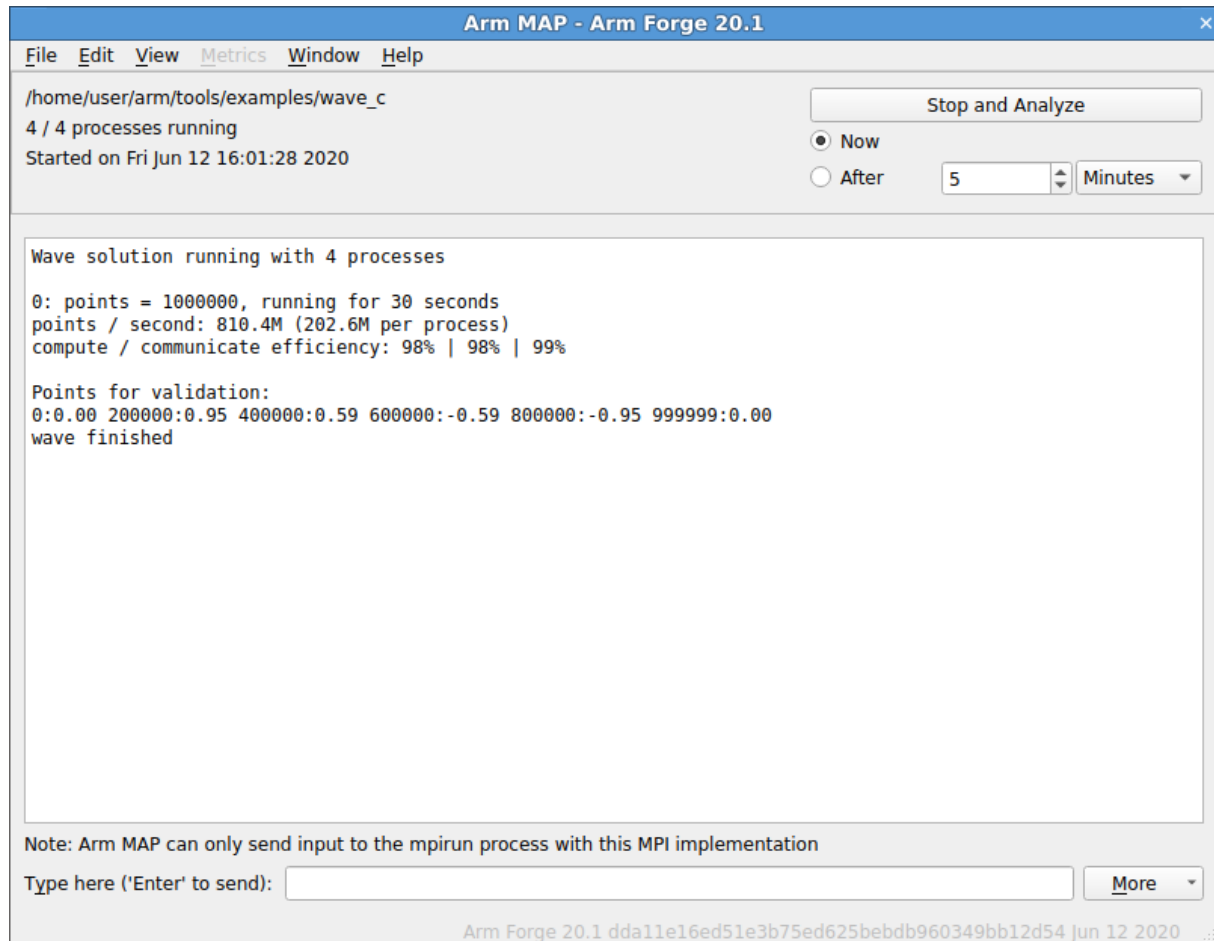 Arm MAP - Arm Forge 20.1 ×
File Edit View Metrics Window Help
/home/user/arm/tools/examples/wave_c
4 / 4 processes running
Started on Fri Jun 12 16:01:28 2020
Stop and Analyze
Now
After 5 Minutes
Wave solution running with 4 processes
0: points = 1000000, running for 30 seconds
points / second: 810.4M (202.6M per process)
compute / communicate efficiency: 98% | 98% | 99%
Points for validation:
0:0.00 200000:0.95 400000:0.59 600000:-0.59 800000:-0.95 999999:0.00
wave finished
Note: Arm MAP can only send input to the mpirun process with this MPI implementation
Type here ('Enter' to send): More
Arm Forge 20.1 dda11e16ed51e3b75ed625bebdb960349bb12d54 Jun 12 2020